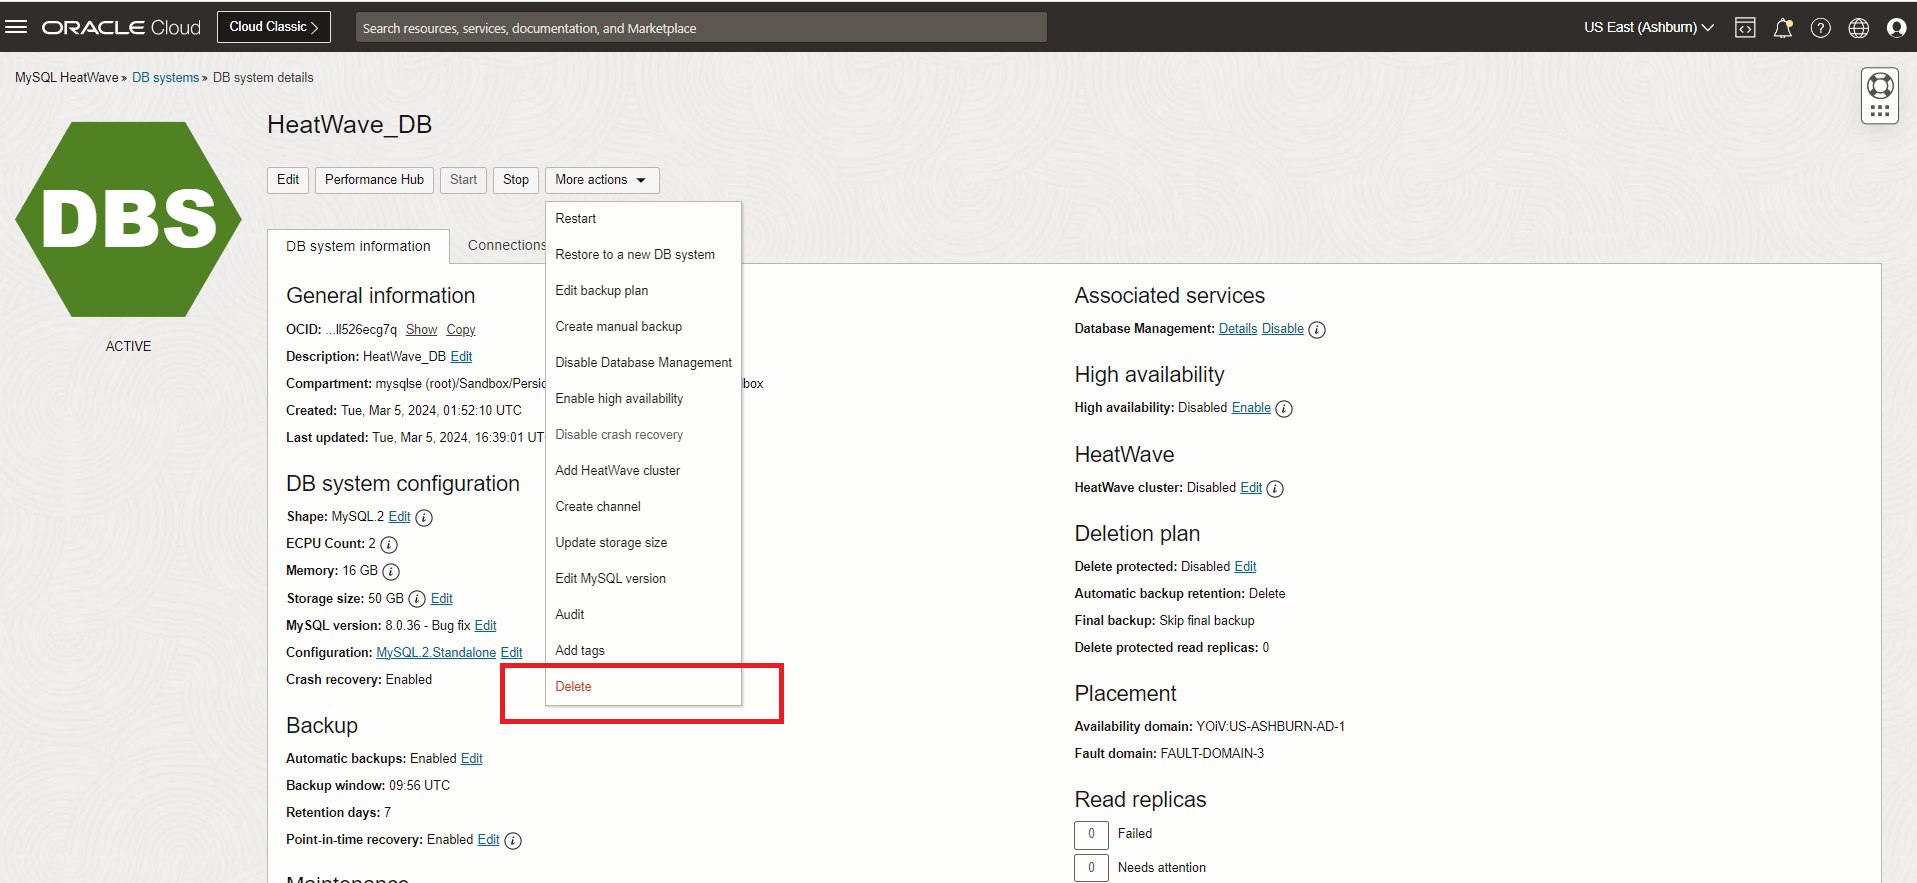 ORACLE Cloud Cloud Classic > Search resources, services, documentation, and Marketplace US East (Ashburn)
MySQL HeatWave » DB systems » DB system details
DBS
ACTIVE
HeatWave_DB
Edit Performance Hub Start Stop More actions
Restart
Restore to a new DB system
Edit backup plan
Create manual backup
Disable Database Management
Enable high availability
Disable crash recovery
Add HeatWave cluster
Create channel
Update storage size
Edit MySQL version
Audit
Add tags
Delete
DB system information Connections
General information
OCID: ...ll526ecg7q Show Copy
Description: HeatWave_DB Edit
Compartment: mysqlse (root)/Sandbox/Persio box
Created: Tue, Mar 5, 2024, 01:52:10 UTC
Last updated: Tue, Mar 5, 2024, 16:39:01 UT
DB system configuration
Shape: MySQL.2 Edit
ECPU Count: 2
Memory: 16 GB
Storage size: 50 GB Edit
MySQL version: 8.0.36 - Bug fix Edit
Configuration: MySQL.2.Standalone Edit
Crash recovery: Enabled
Backup
Automatic backups: Enabled Edit
Backup window: 09:56 UTC
Retention days: 7
Point-in-time recovery: Enabled Edit
Maintenance
Associated services
Database Management: Details Disable
High availability
High availability: Disabled Enable
HeatWave
HeatWave cluster: Disabled Edit
Deletion plan
Delete protected: Disabled Edit
Automatic backup retention: Delete
Final backup: Skip final backup
Delete protected read replicas: 0
Placement
Availability domain: YOiV:US-ASHBURN-AD-1
Fault domain: FAULT-DOMAIN-3
Read replicas
0 Failed
0 Needs attention